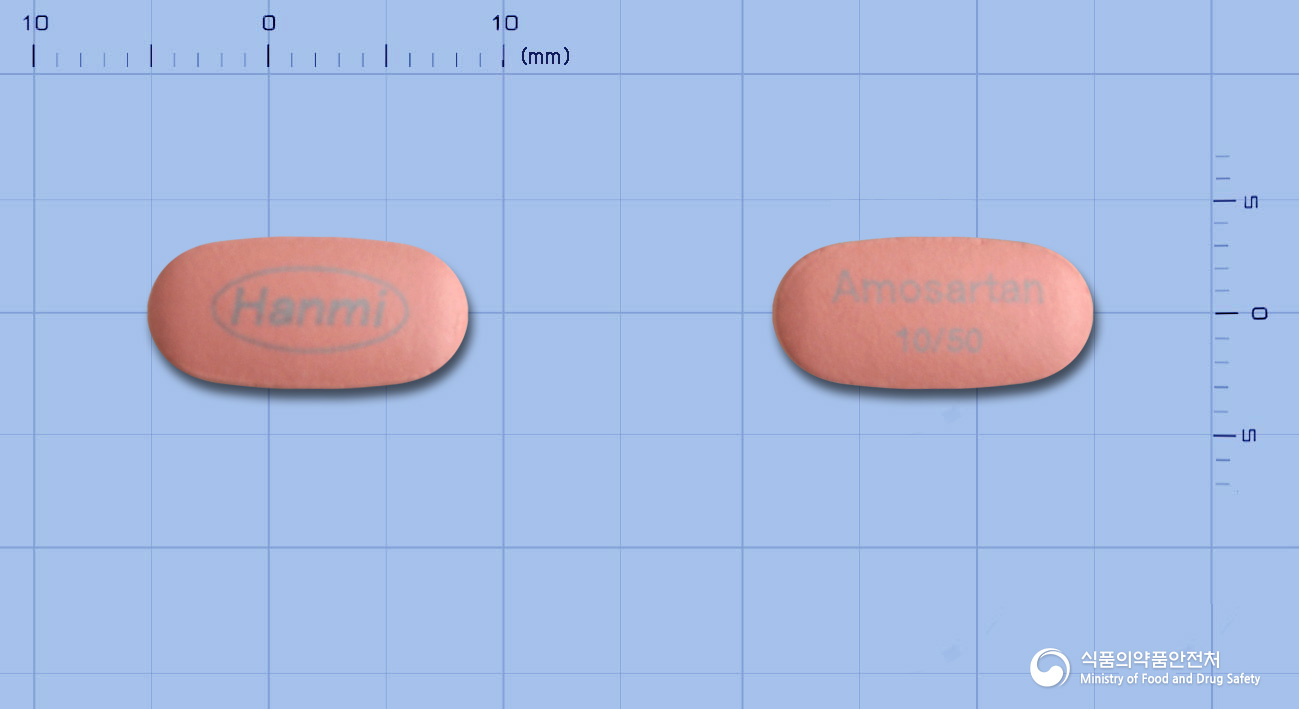 10 0 10
(mm)
Hanmi
Amosartan
10/50
5
0
5
식품의약품안전처
Ministry of Food and Drug Safety